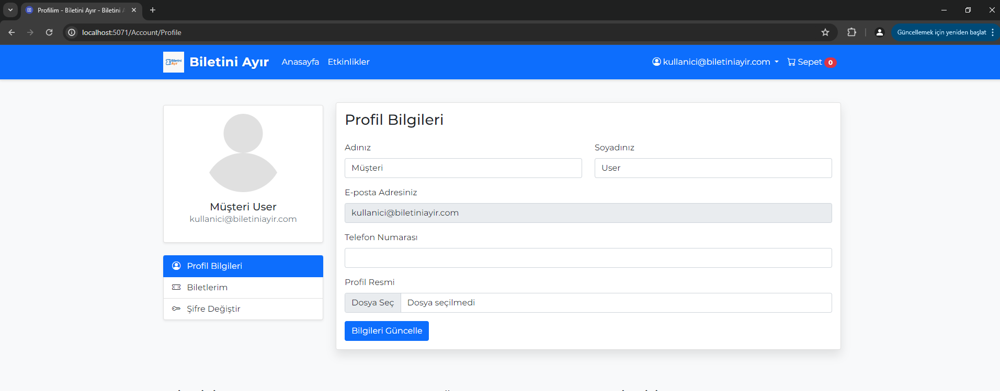 Profilim - Biletini Ayır - Biletini A
localhost:5071/Account/Profile
Güncellemek için yeniden başlat
Biletini Ayır
Biletini Ayır Anasayfa Etkinlikler kullanici@biletiniayir.com Sepet 0
Müşteri User
kullanici@biletiniayir.com
Profil Bilgileri
Biletlerim
Şifre Değiştir
Profil Bilgileri
Adınız Soyadınız
Müşteri User
E-posta Adresiniz
kullanici@biletiniayir.com
Telefon Numarası
Profil Resmi
Dosya Seç Dosya seçilmedi
Bilgileri Güncelle